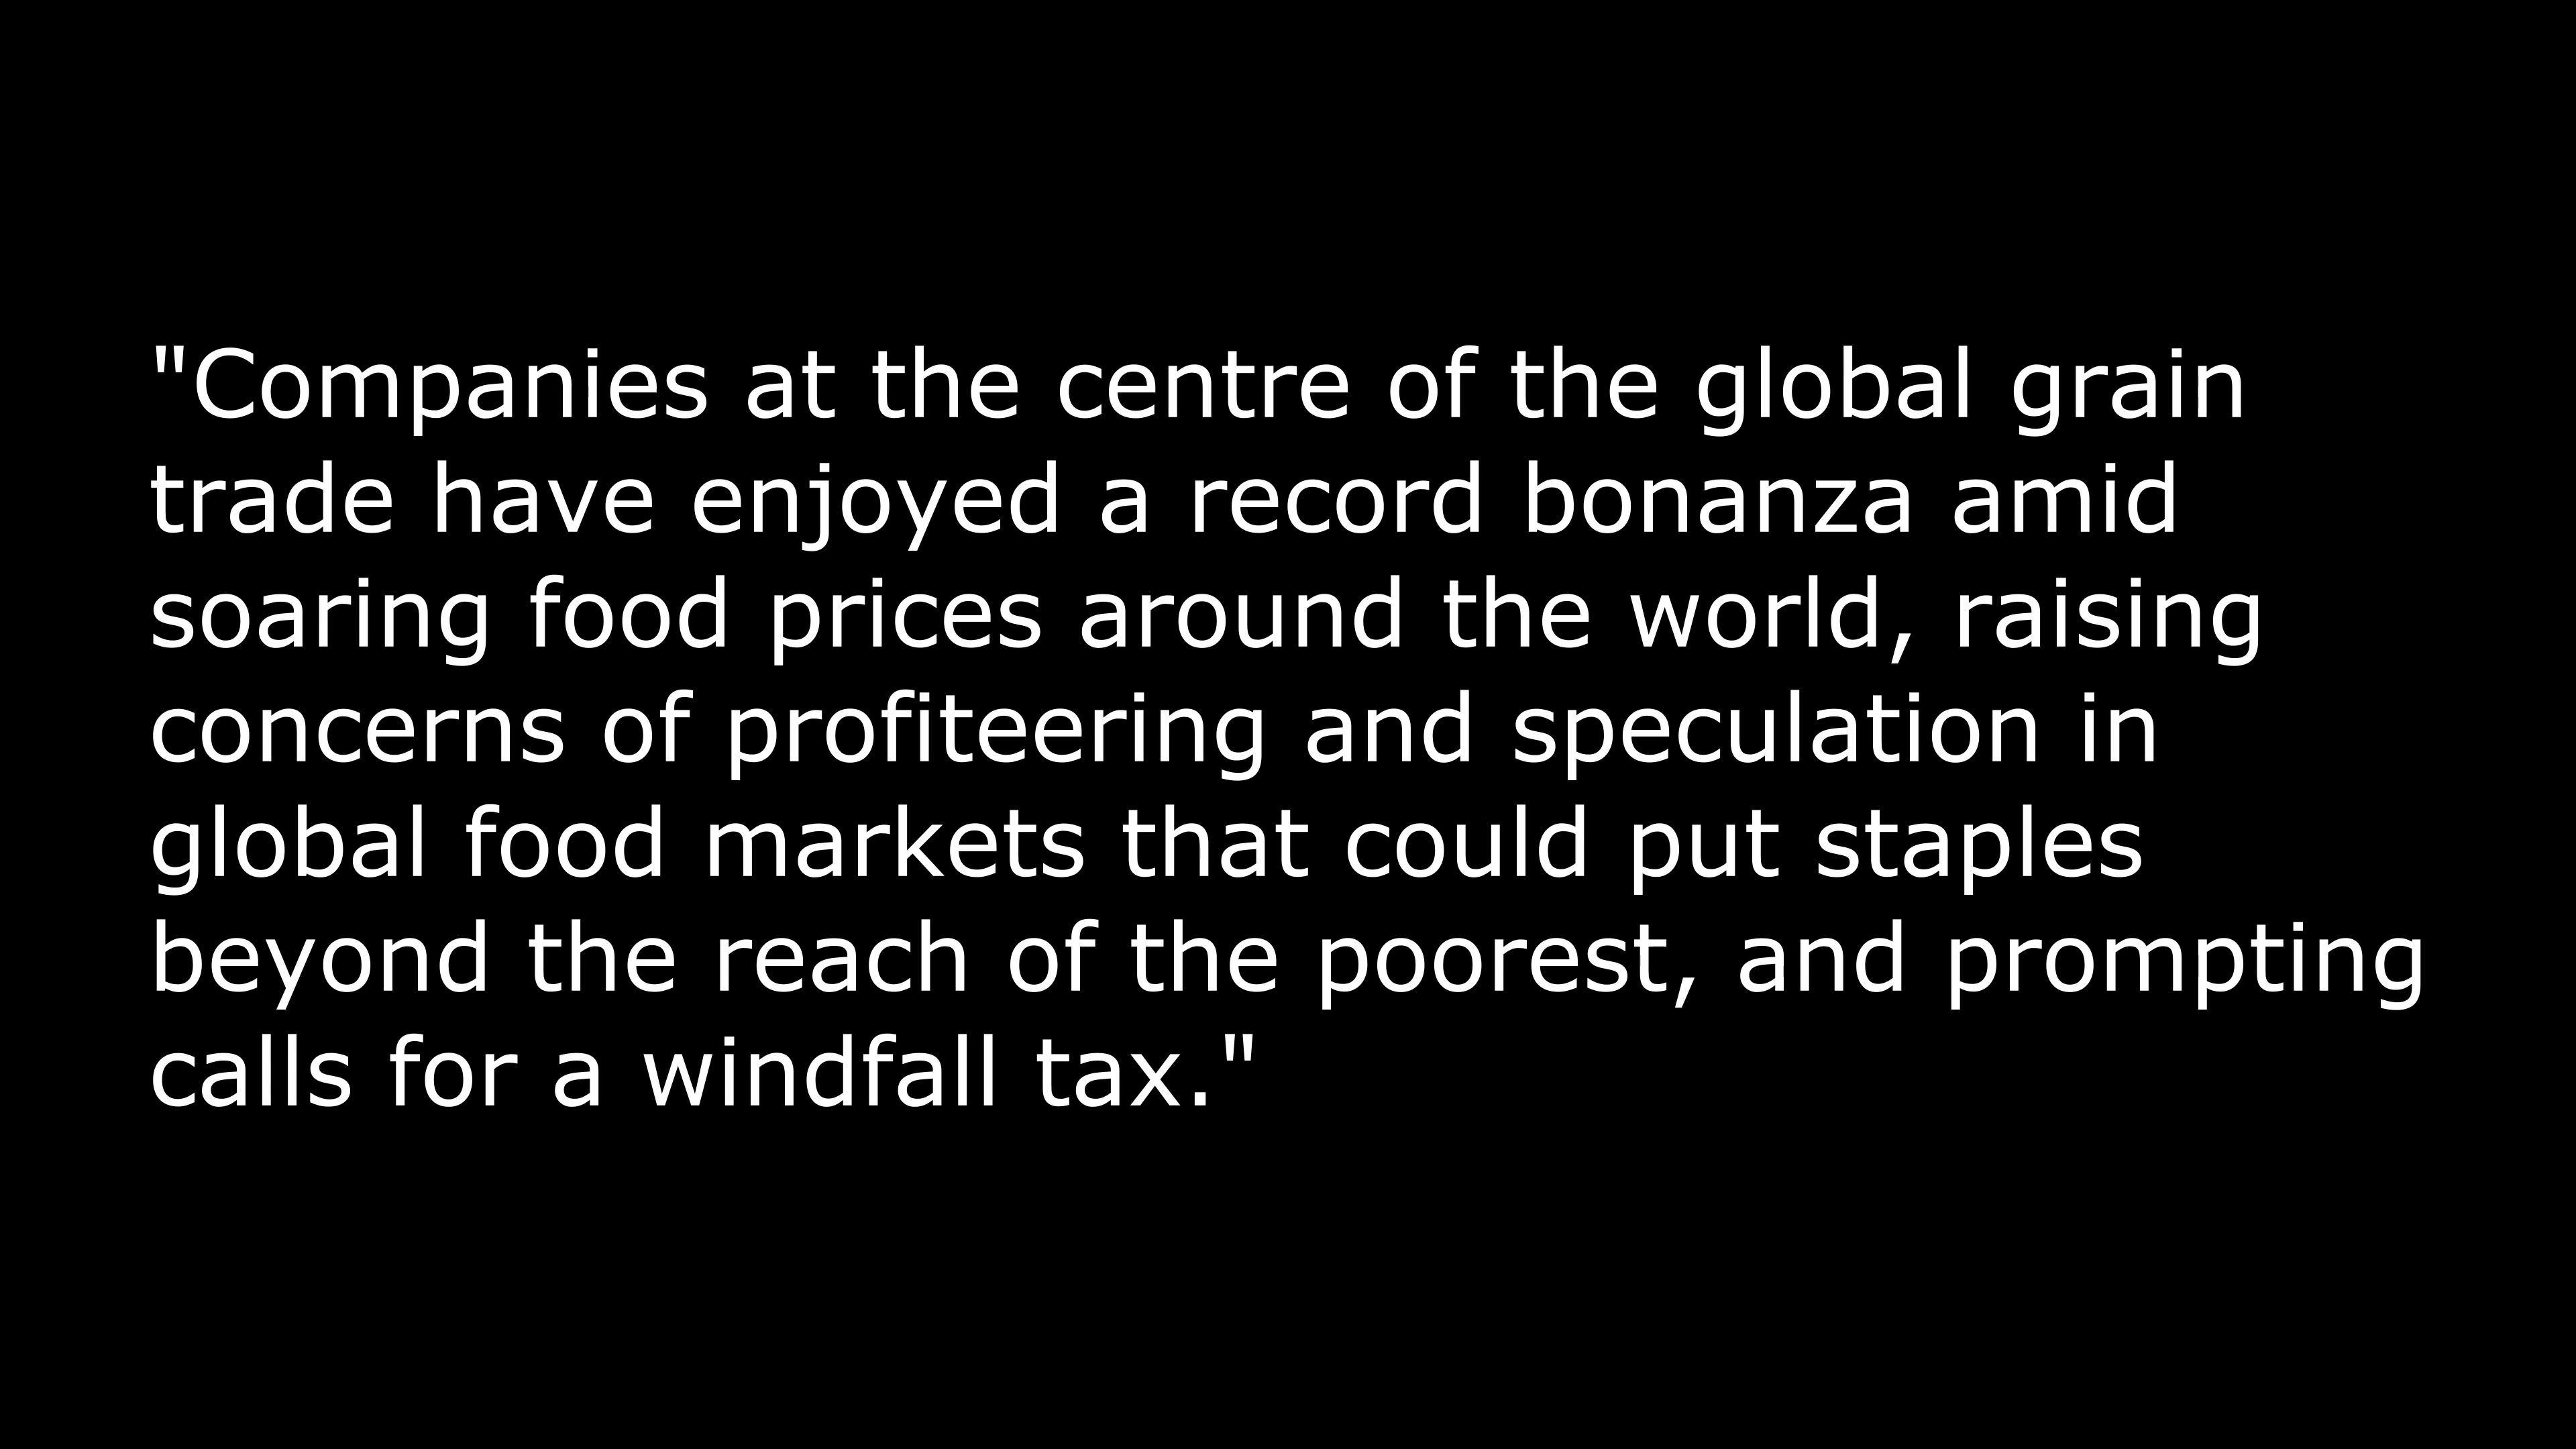 "Companies at the centre of the global grain
trade have enjoyed a record bonanza amid
soaring food prices around the world, raising
concerns of profiteering and speculation in
global food markets that could put staples
beyond the reach of the poorest, and prompting
calls for a windfall tax."